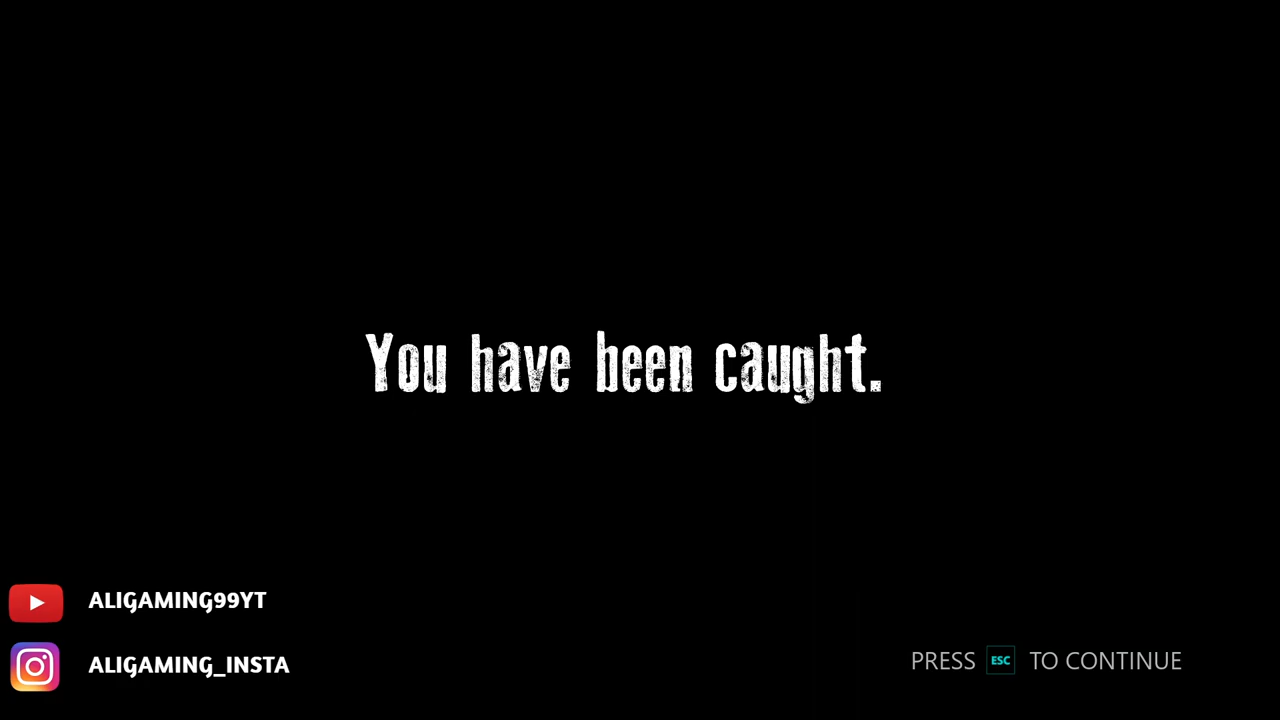 You have been caught.
ALIGAMING99YT
ALIGAMING_INSTA
PRESS ESC TO CONTINUE